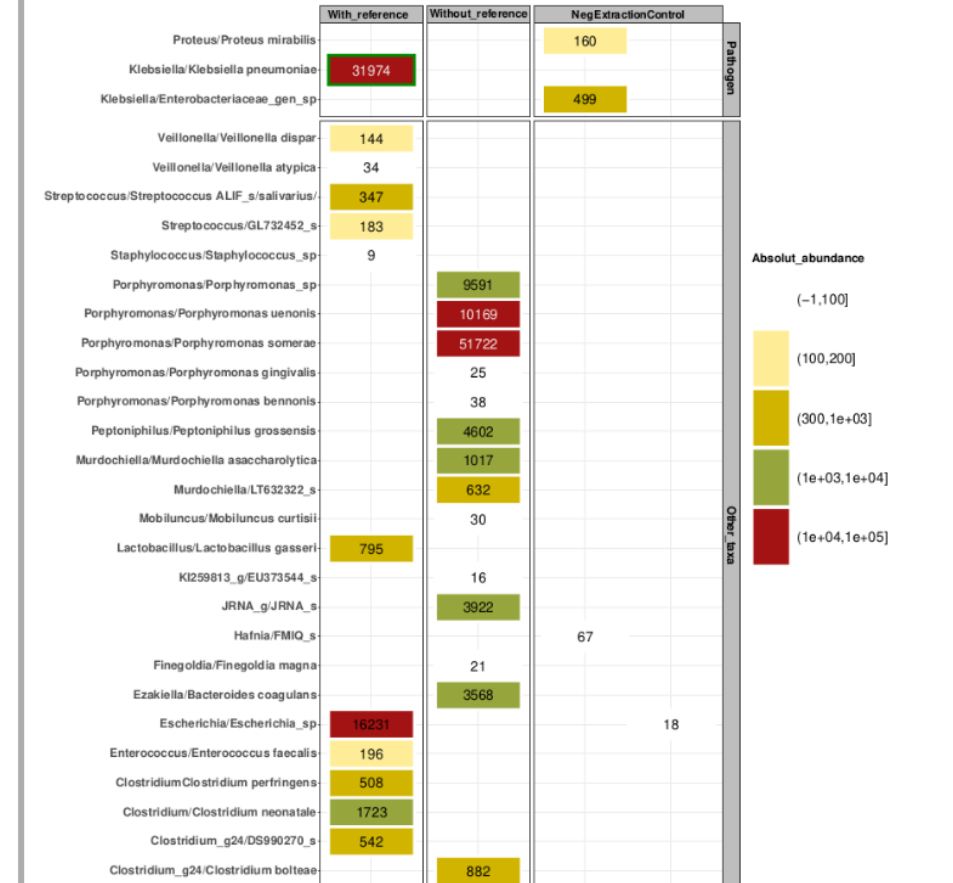 With_reference Without_reference NegExtractionControl
Proteus/Proteus mirabilis 160
Klebsiella/Klebsiella pneumoniae 31974
Klebsiella/Enterobacteriaceae_gen_sp 499
Pathogen
Veillonella/Veillonella dispar 144
Veillonella/Veillonella atypica 34
Streptococcus/Streptococcus ALIF_s/salivarius/ 347
Streptococcus/GL732452_s 183
Staphylococcus/Staphylococcus_sp 9
Porphyromonas/Porphyromonas_sp 9591
Porphyromonas/Porphyromonas uenonis 10169
Porphyromonas/Porphyromonas somerae 51722
Porphyromonas/Porphyromonas gingivalis 25
Porphyromonas/Porphyromonas bennonis 38
Peptoniphilus/Peptoniphilus grossensis 4602
Murdochiella/Murdochiella asaccharolytica 1017
Murdochiella/LT632322_s 632
Mobiluncus/Mobiluncus curtisii 30
Lactobacillus/Lactobacillus gasseri 795
KI259813_g/EU373544_s 16
JRNA_g/JRNA_s 3922
Hafnia/FMIQ_s 67
Finegoldia/Finegoldia magna 21
Ezakiella/Bacteroides coagulans 3568
Escherichia/Escherichia_sp 16231 18
Enterococcus/Enterococcus faecalis 196
ClostridiumClostridium perfringens 508
Clostridium/Clostridium neonatale 1723
Clostridium_g24/DS990270_s 542
Clostridium_g24/Clostridium bolteae 882
Other_taxa
Absolut_abundance
(−1,100]
(100,200]
(300,1e+03]
(1e+03,1e+04]
(1e+04,1e+05]